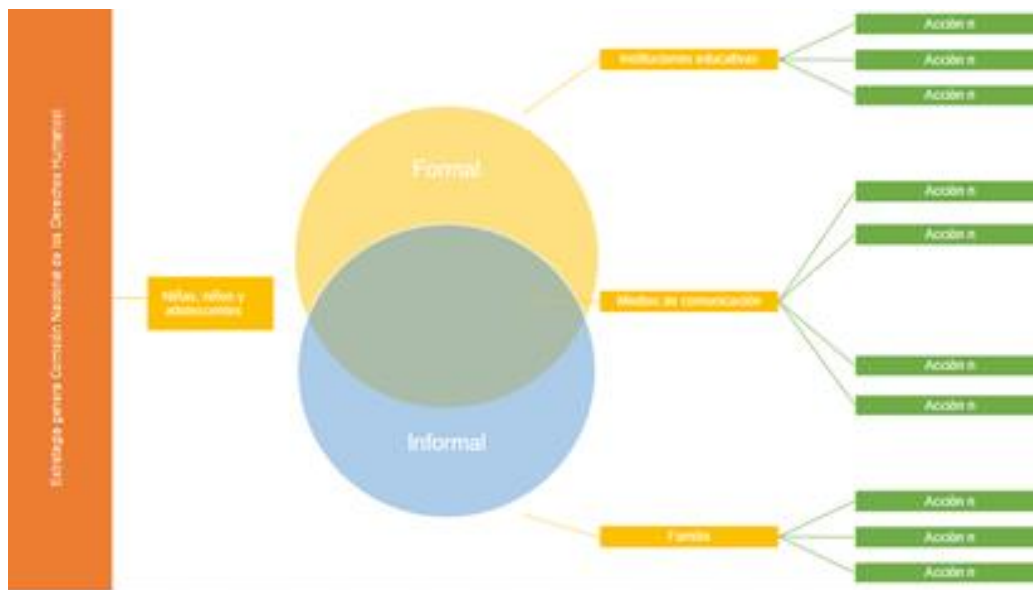 Estrategia general Comisión Nacional de los Derechos Humanos
Niñas, niños y
adolescentes
Formal
Informal
Instituciones educativas
Medios de comunicación
Familia
Acción n
Acción n
Acción n
Acción n
Acción n
Acción n
Acción n
Acción n
Acción n
Acción n